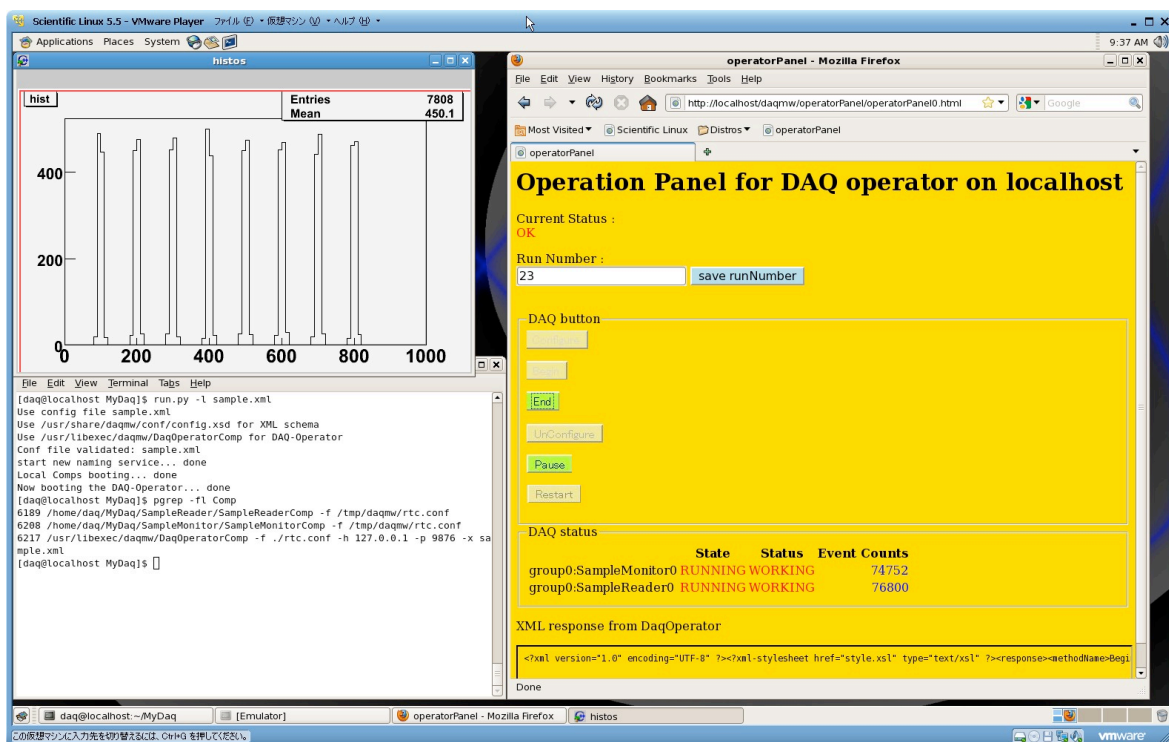 Scientific Linux 5.5 - VMware Player ファイル(F) ・ 仮想マシン(V) ・ ヘルプ(H) ・
Applications Places System
9:37 AM
histos
hist
Entries 7808
Mean 450.1
400
200
0
0 200 400 600 800 1000
File Edit View Terminal Tabs Help
[daq@localhost MyDaq]$ run.py -l sample.xml
Use config file sample.xml
Use /usr/share/daqmw/conf/config.xsd for XML schema
Use /usr/libexec/daqmw/DaqOperatorComp for DAQ-Operator
Conf file validated: sample.xml
start new naming service... done
Local Comps booting... done
Now booting the DAQ-Operator... done
[daq@localhost MyDaq]$ pgrep -fl Comp
6189 /home/daq/MyDaq/SampleReader/SampleReaderComp -f /tmp/daqmw/rtc.conf
6208 /home/daq/MyDaq/SampleMonitor/SampleMonitorComp -f /tmp/daqmw/rtc.conf
6217 /usr/libexec/daqmw/DaqOperatorComp -f ./rtc.conf -h 127.0.0.1 -p 9876 -x sa
mple.xml
[daq@localhost MyDaq]$
operatorPanel - Mozilla Firefox
File Edit View History Bookmarks Tools Help
http://localhost/daqmw/operatorPanel/operatorPanel0.html
Google
Most Visited Scientific Linux Distros operatorPanel
operatorPanel
Operation Panel for DAQ operator on localhost
Current Status :
OK
Run Number :
23 save runNumber
DAQ button
Configure
Begin
End
UnConfigure
Pause
Restart
DAQ status
State Status Event Counts
group0:SampleMonitor0 RUNNING WORKING 74752
group0:SampleReader0 RUNNING WORKING 76800
XML response from DaqOperator
<?xml version="1.0" encoding="UTF-8" ?><?xml-stylesheet href="style.xsl" type="text/xsl" ?><response><methodName>Begi
Done
daq@localhost:~/MyDaq [Emulator] operatorPanel - Mozilla Firefox histos
この仮想マシンに入力先を切り替えるには、Ctrl+G を押してください。
vmware